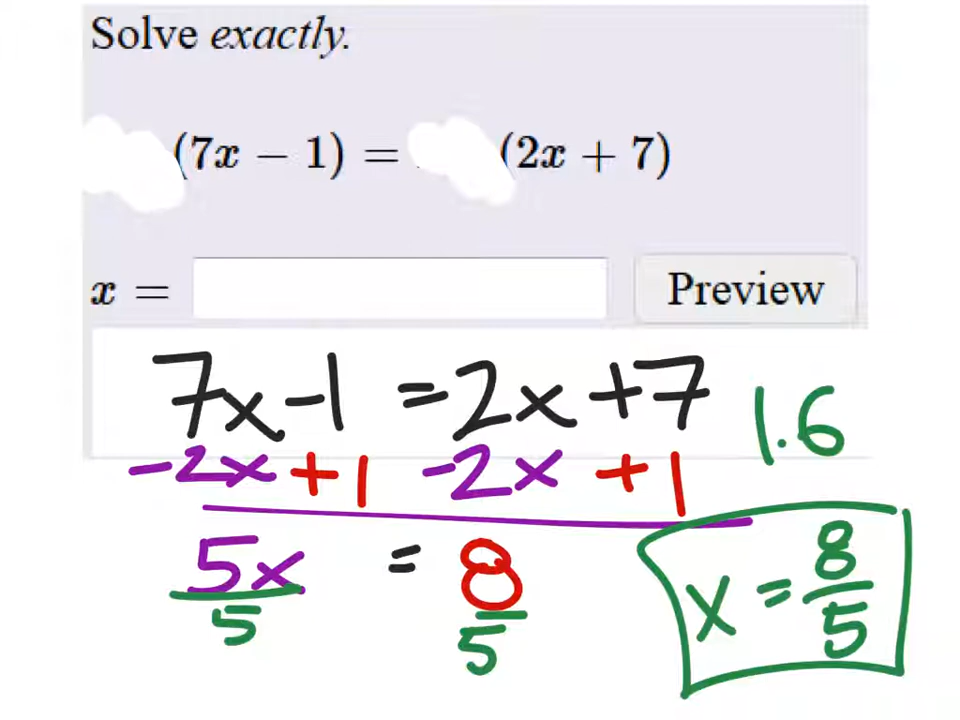 Solve exactly.
(7x − 1) = (2x + 7)
x = Preview
7x-1 =2x+7 1.6
-2x +1 -2x +1
5x = 8
5 5
x = 8/5